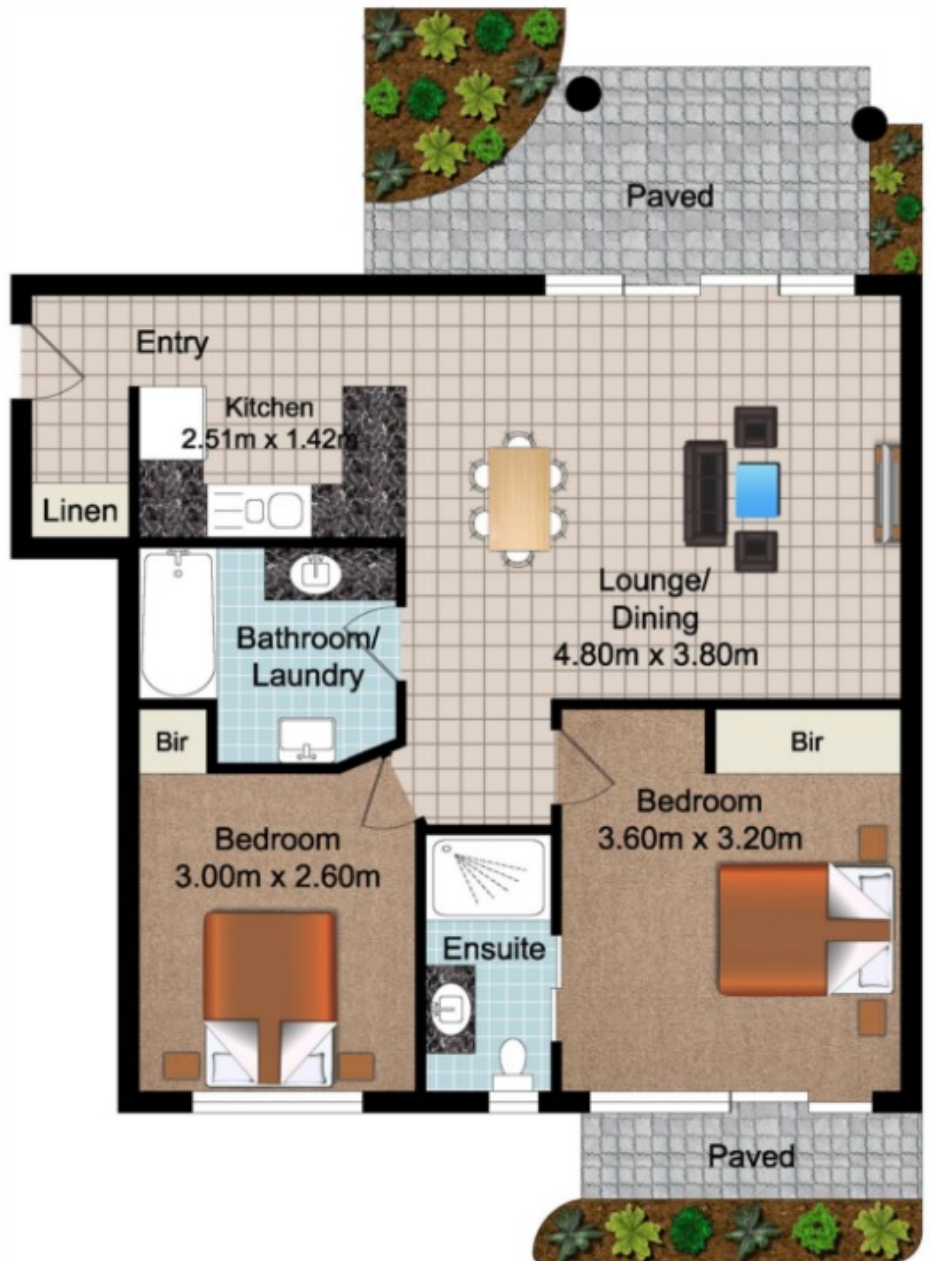 Paved
Entry
Kitchen
2.51m x 1.42m
Linen
Lounge/
Dining
4.80m x 3.80m
Bathroom/
Laundry
Bir
Bir
Bedroom
3.60m x 3.20m
Bedroom
3.00m x 2.60m
Ensuite
Paved